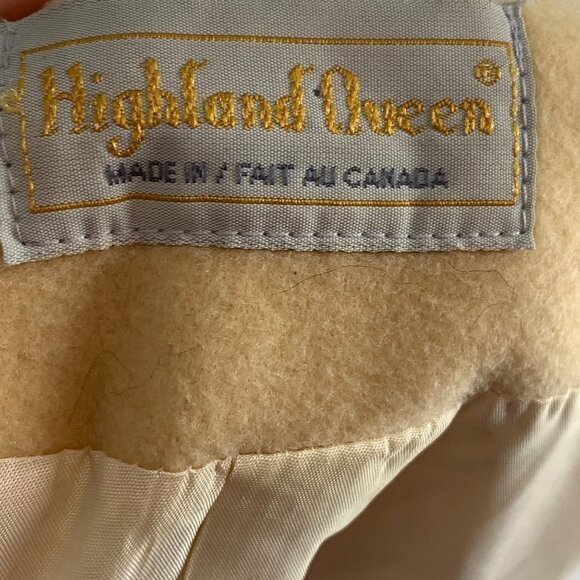 Highland Queen®
MADE IN / FAIT AU CANADA